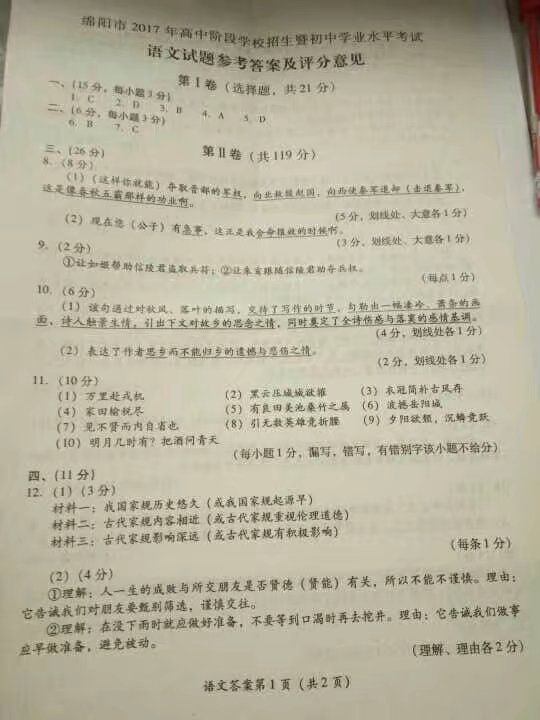 绵阳市2017年高中阶段学校招生暨初中学业水平考试
语文试题参考答案及评分意见
第Ⅰ卷（选择题，共21分）
一、(15分，每小题3分)
1. C 2. D 3. B 4. A 5. D
二、(6分，每小题3分)
6. B 7. C
第Ⅱ卷（共119分）
三、(26分)
8.（8分）
（1）（这样你就能）夺取晋鄙的军权，向北救援赵国，向西使秦军退却（击退秦军），
这是像春秋五霸那样的功业啊。
（5分，划线处、大意各1分）
（2）现在您（公子）有急事，这正是我舍命报效的时候啊。
（3分，划线处、大意各1分）
9.（2分）
①让如姬帮助信陵君盗取兵符；②让朱亥跟随信陵君助夺兵权。
（每点1分）
10.（6分）
（1）该句通过对秋风、落叶的描写，交待了写作的时节，勾勒出一幅凄冷、萧条的画
面，诗人触景生情，引出下文对故乡的思念之情，同时奠定了全诗伤感与落寞的感情基调。
（4分，划线处各1分）
（2）表达了作者思乡而不能归乡的遗憾与悲伤之情。
（2分，划线处各1分）
11.（10分）
（1）万里赴戎机 （2）黑云压城城欲摧 （3）衣冠简朴古风存
（4）家田输税尽 （5）有良田美池桑竹之属 （6）波撼岳阳城
（7）见不贤而内自省也 （8）引无数英雄竞折腰 （9）夕阳欲颓，沉鳞竞跃
（10）明月几时有？把酒问青天
（每小题1分，漏写，错写，有错别字该小题不给分）
四、(11分)
12.（1）（3分）
材料一：我国家规历史悠久（或我国家规起源早）
材料二：古代家规内容相近（或古代家规重视伦理道德）
材料三：古代家规影响深远（或古代家规有积极影响）
（每条1分）
（2）（4分）
①理解：人一生的成败与所交朋友是否贤德（贤能）有关，所以不能不谨慎。理由：
它告诫我们对朋友要甄别筛选，谨慎交往。
②理解：在没下雨时就应做好准备，不要等到口渴时再去挖井。理由：它告诫我们做事
应早做准备，避免被动。
（理解、理由各2分）
语文答案第1页（共2页）